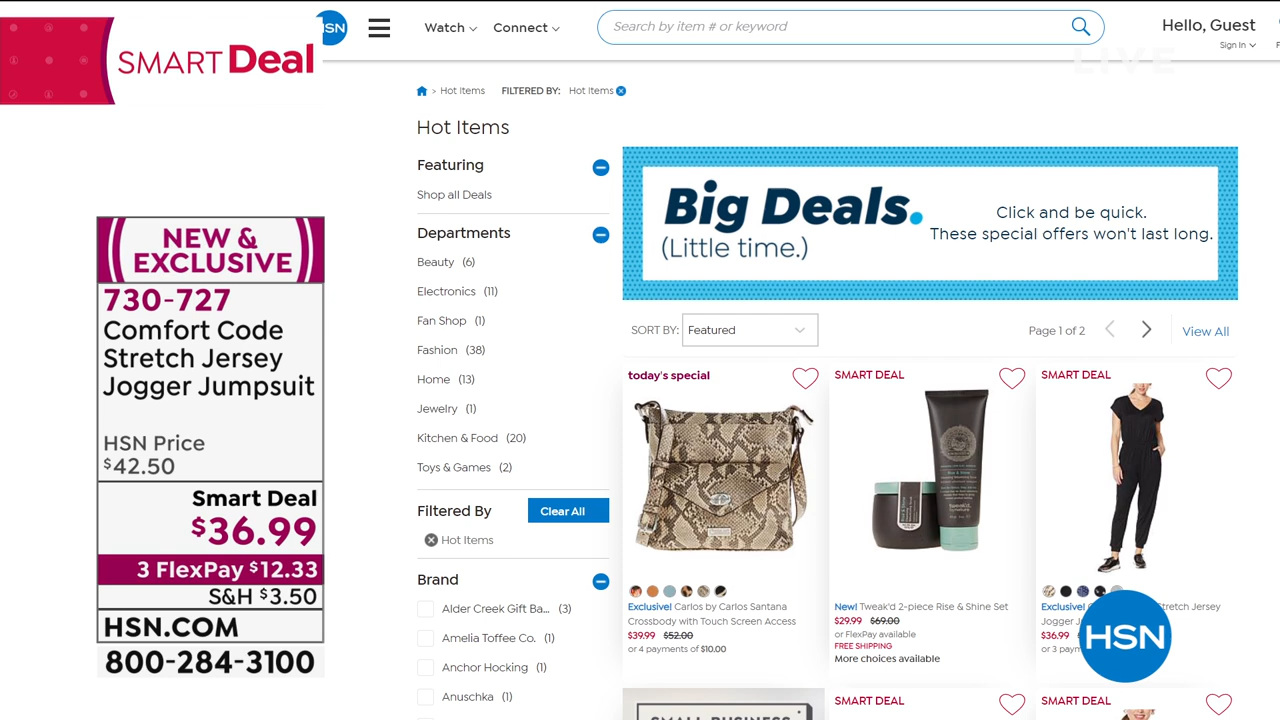 SMART Deal
HSN
Watch
Connect
Search by item # or keyword
Hello, Guest
Sign In
LIVE
> Hot Items FILTERED BY: Hot Items
Hot Items
Featuring
Shop all Deals
Departments
Beauty (6)
Electronics (11)
Fan Shop (1)
Fashion (38)
Home (13)
Jewelry (1)
Kitchen & Food (20)
Toys & Games (2)
Filtered By
Clear All
Hot Items
Brand
Alder Creek Gift Ba... (3)
Amelia Toffee Co. (1)
Anchor Hocking (1)
Anuschka (1)
Big Deals.
(Little time.)
Click and be quick.
These special offers won't last long.
SORT BY: Featured
Page 1 of 2
View All
today's special
Exclusive! Carlos by Carlos Santana
Crossbody with Touch Screen Access
$39.99 $52.00
or 4 payments of $10.00
SMART DEAL
New! Tweak'd 2-piece Rise & Shine Set
$29.99 $69.00
or FlexPay available
FREE SHIPPING
More choices available
SMART DEAL
Exclusive! Stretch Jersey
Jogger
$36.99
or 3
HSN
SMALL BUSINESS
SMART DEAL
SMART DEAL
NEW &
EXCLUSIVE
730-727
Comfort Code
Stretch Jersey
Jogger Jumpsuit
HSN Price
$42.50
Smart Deal
$36.99
3 FlexPay $12.33
S&H $3.50
HSN.COM
800-284-3100